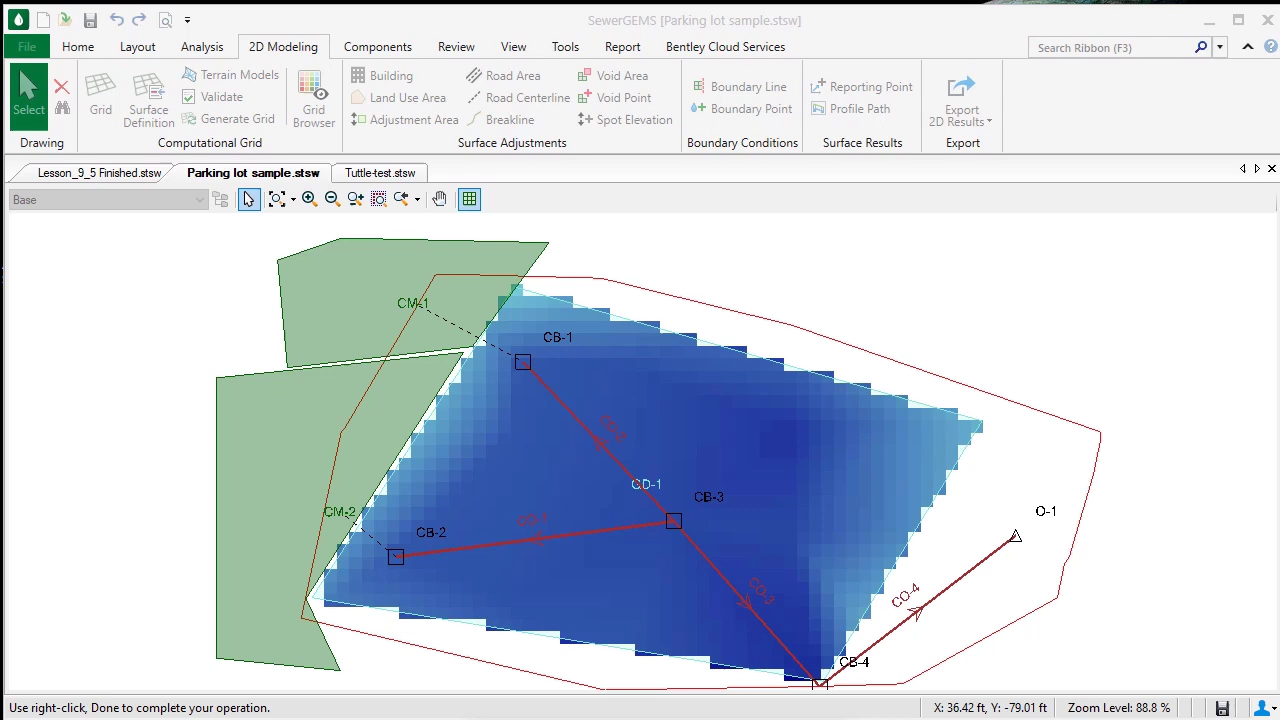 SewerGEMS [Parking lot sample.stsw]
File Home Layout Analysis 2D Modeling Components Review View Tools Report Bentley Cloud Services Search Ribbon (F3)
Select
Drawing
Grid
Surface Definition
Terrain Models
Validate
Generate Grid
Grid Browser
Computational Grid
Building
Land Use Area
Adjustment Area
Road Area
Road Centerline
Breakline
Void Area
Void Point
Spot Elevation
Surface Adjustments
Boundary Line
Boundary Point
Boundary Conditions
Reporting Point
Profile Path
Surface Results
Export 2D Results
Export
Lesson_9_5 Finished.stsw Parking lot sample.stsw Tuttle-test.stsw
Base
CM-1
CB-1
GD-1
CB-3
CM-2
CB-2
O-1
CO-3
CO-4
CB-4
Use right-click, Done to complete your operation. X: 36.42 ft, Y: -79.01 ft Zoom Level: 88.8 %